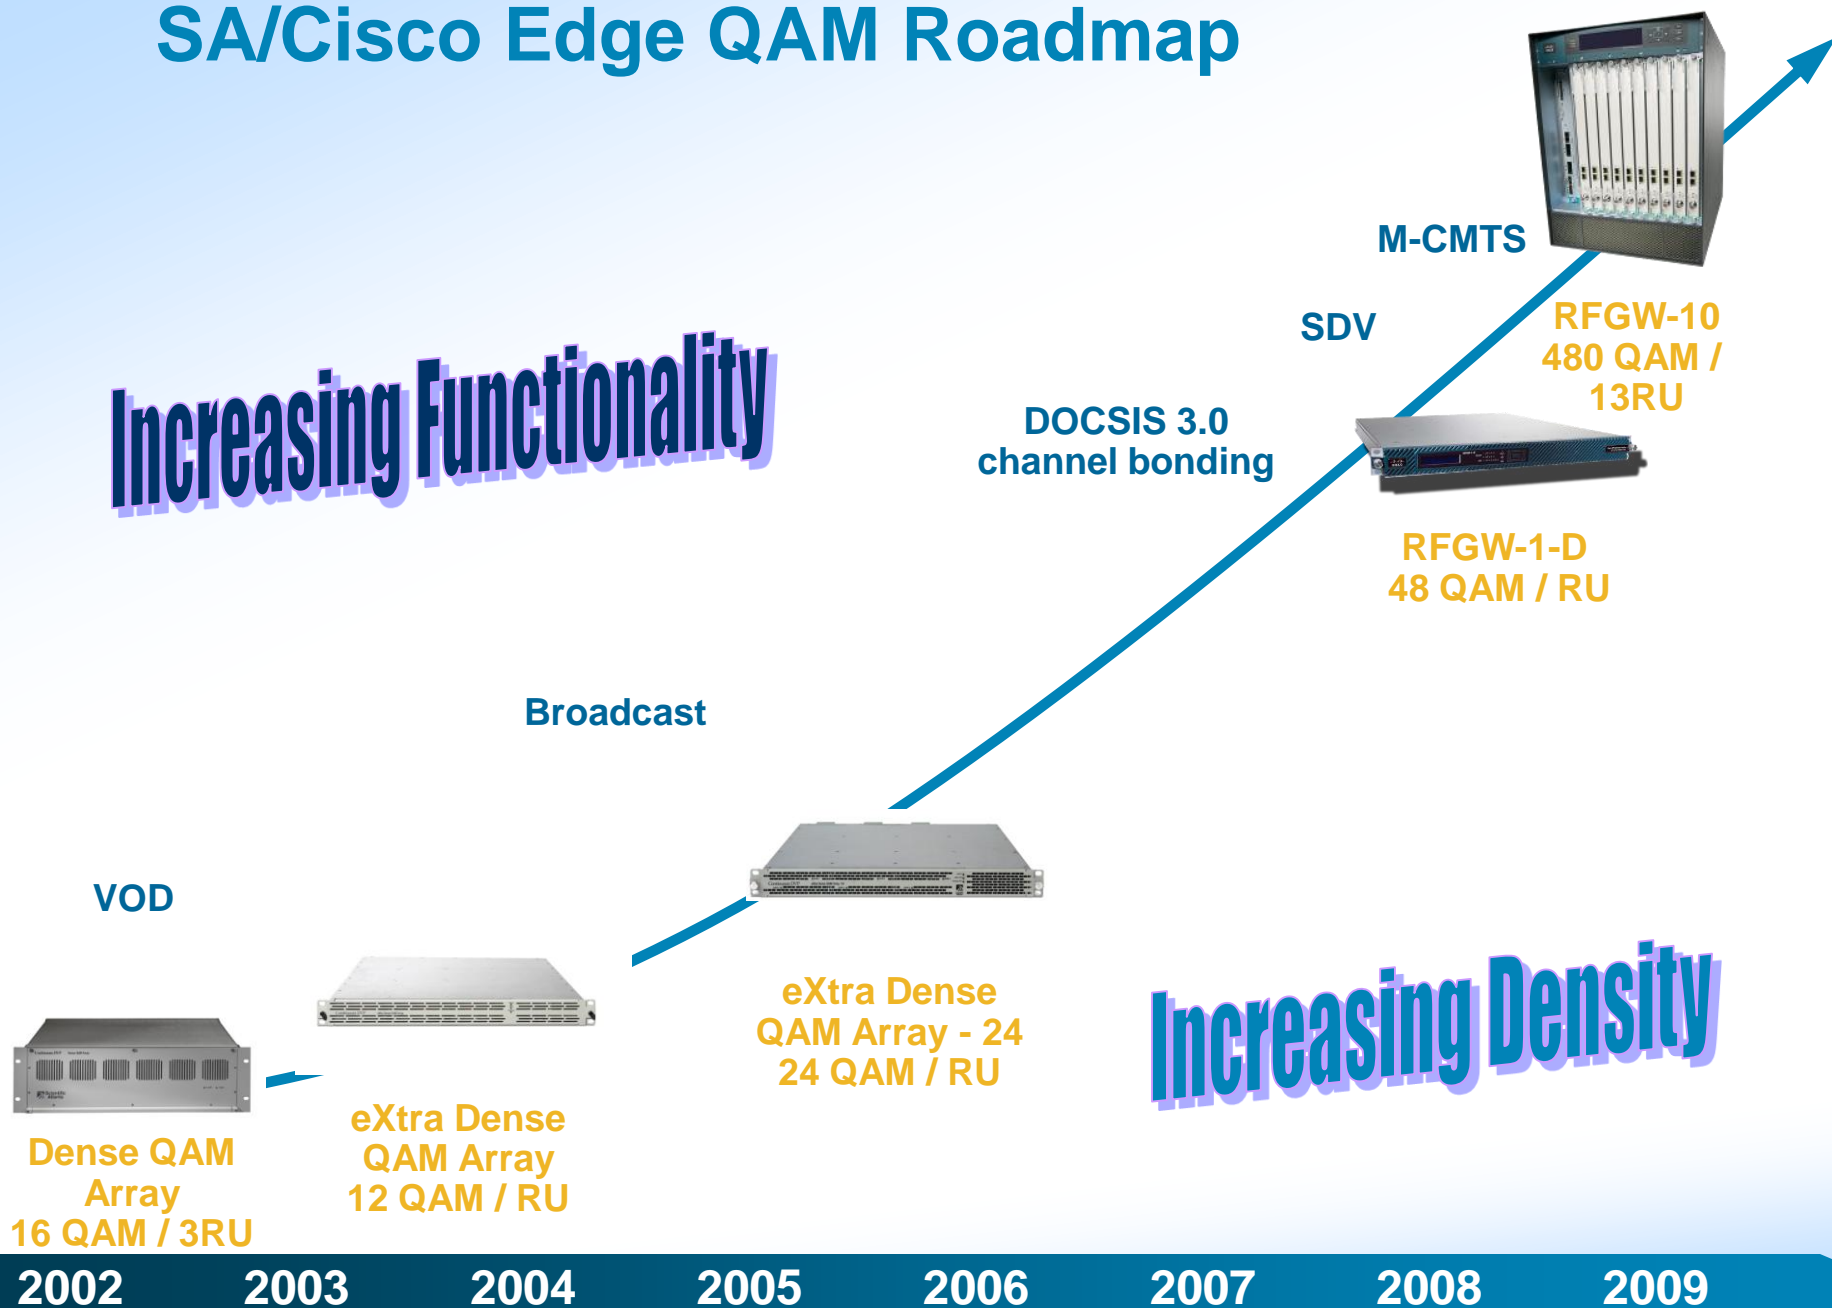 SA/Cisco Edge QAM Roadmap
M-CMTS
SDV
RFGW-10
480 QAM /
13RU
Increasing Functionality
DOCSIS 3.0
channel bonding
RFGW-1-D
48 QAM / RU
Broadcast
VOD
eXtra Dense
QAM Array - 24
24 QAM / RU
Increasing Density
eXtra Dense
QAM Array
12 QAM / RU
Dense QAM
Array
16 QAM / 3RU
2002 2003 2004 2005 2006 2007 2008 2009